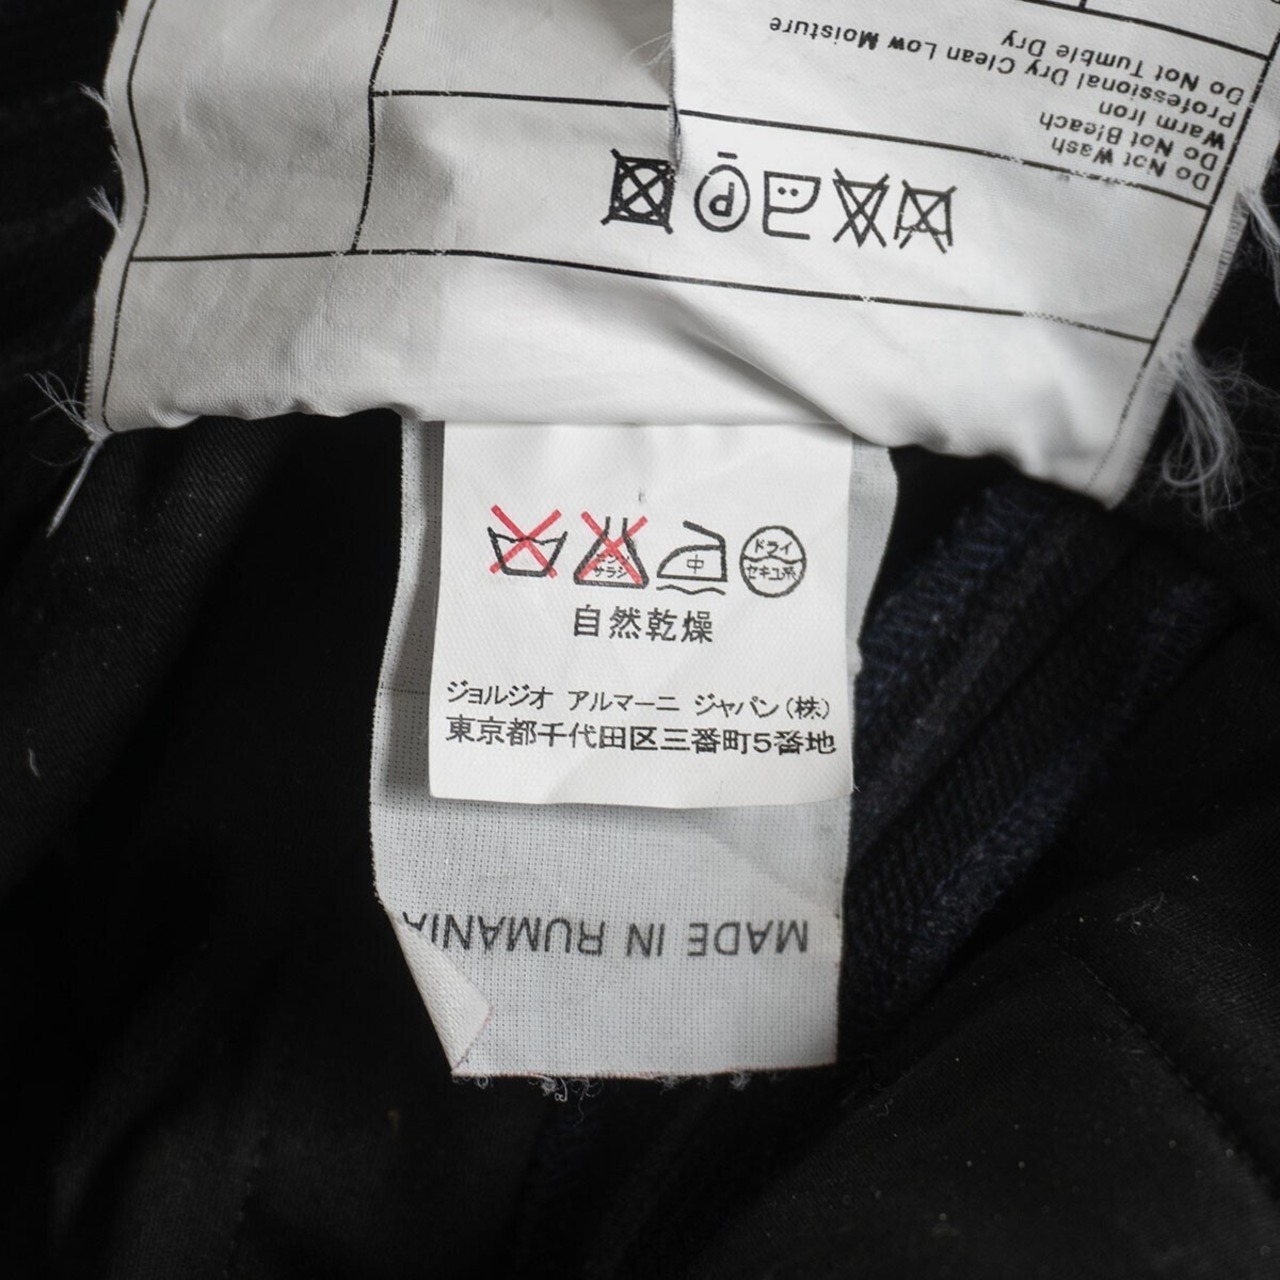 Do Not Wash
Do Not Bleach
Warm Iron
Professional Dry Clean Low Moisture
Do Not Tumble Dry
P
中
ドライ
セキユ系
サラシ
自然乾燥
ジョルジオ アルマーニ ジャパン(株)
東京都千代田区三番町5番地
MADE IN RUMANIA